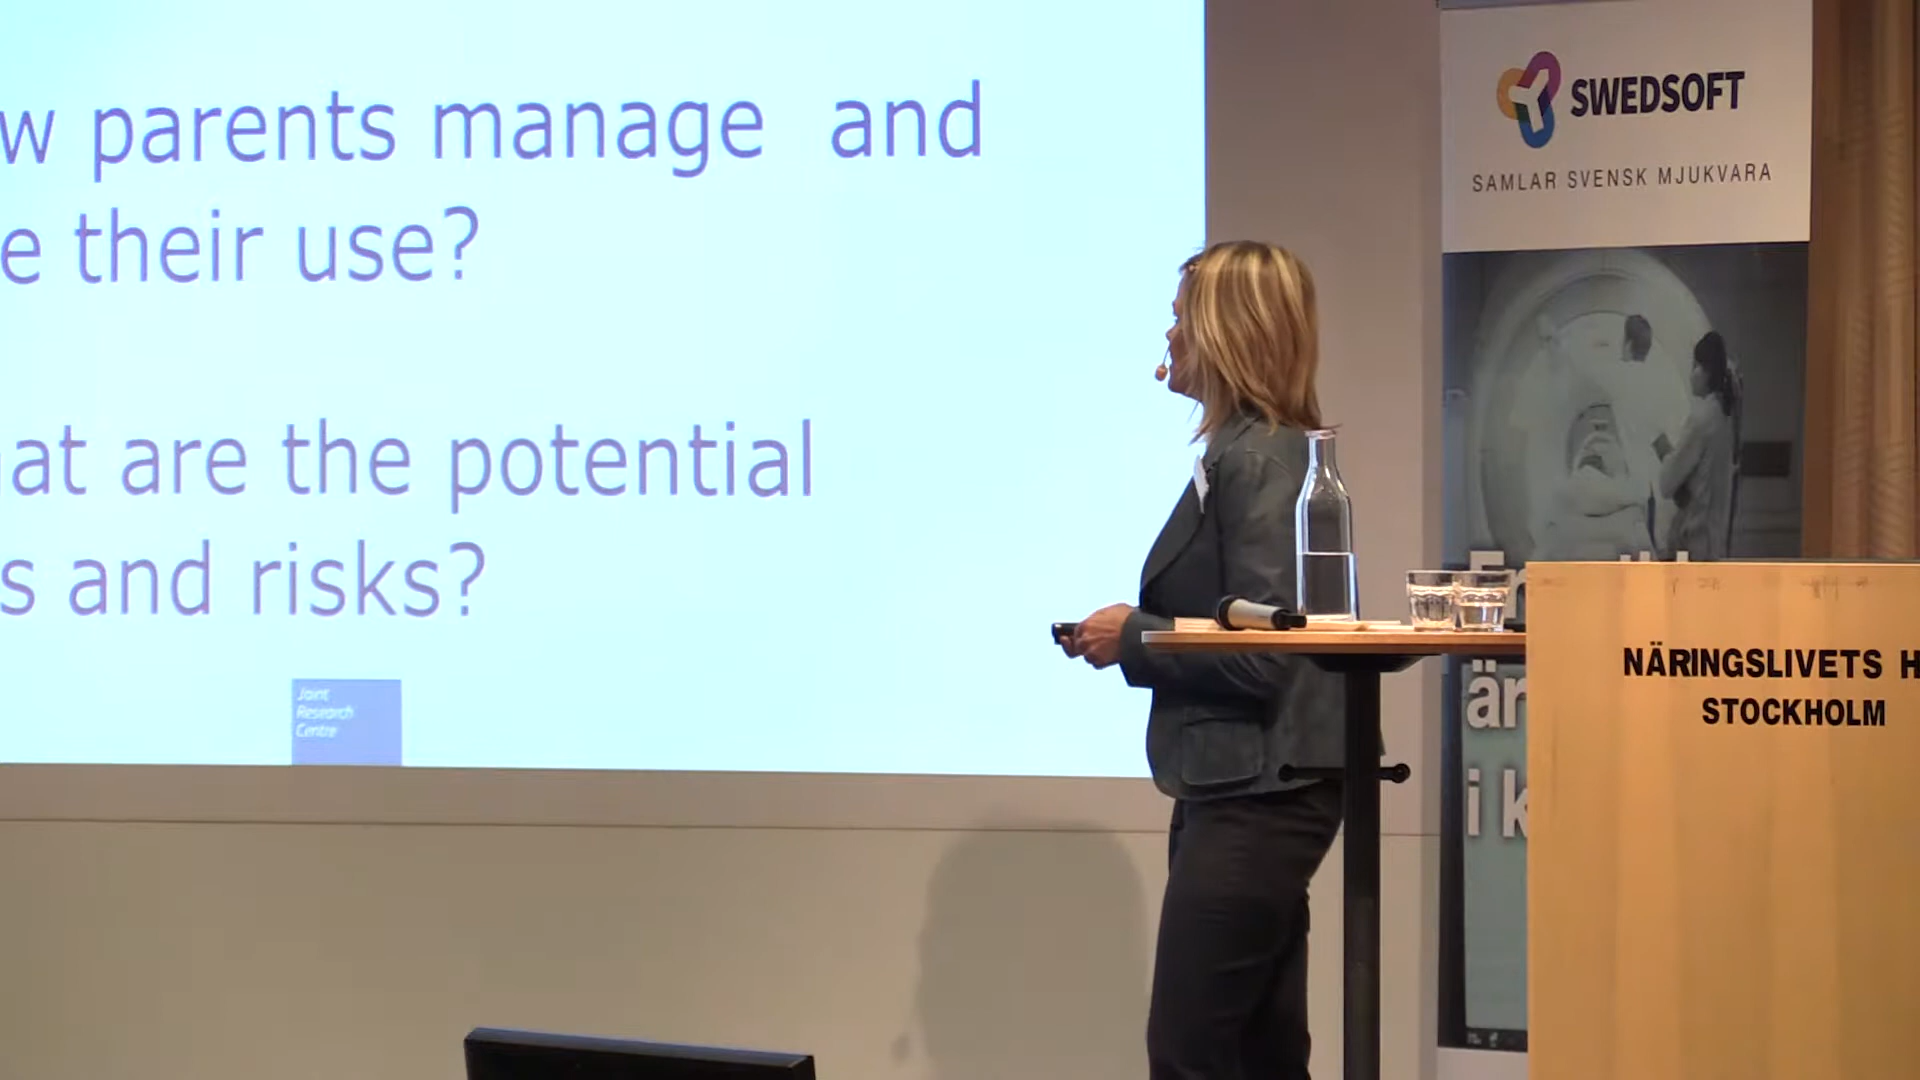 w parents manage and
e their use?
at are the potential
s and risks?
Joint
Research
Centre
SWEDSOFT
SAMLAR SVENSK MJUKVARA
är
i k
NÄRINGSLIVETS H
STOCKHOLM